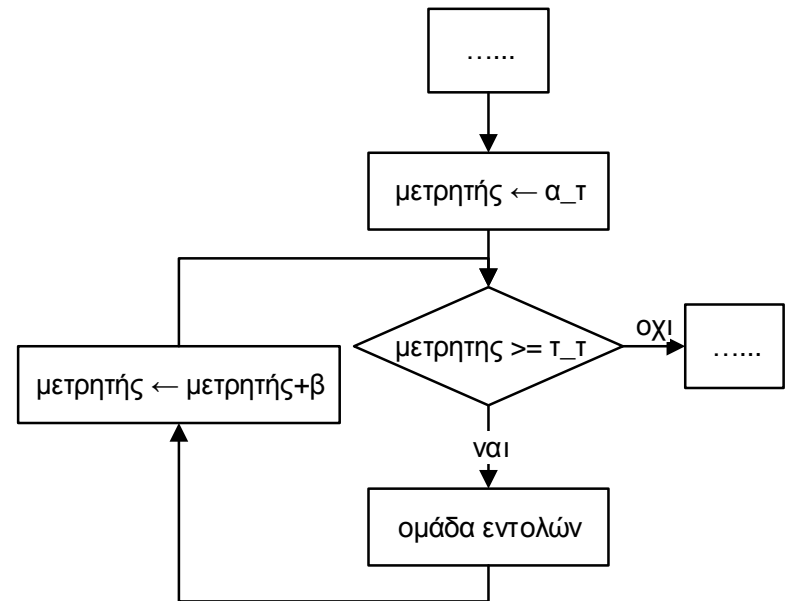 …...
μετρητής ← α_τ
μετρητης >= τ_τ
οχι
…...
μετρητής ← μετρητής+β
ναι
ομάδα εντολών